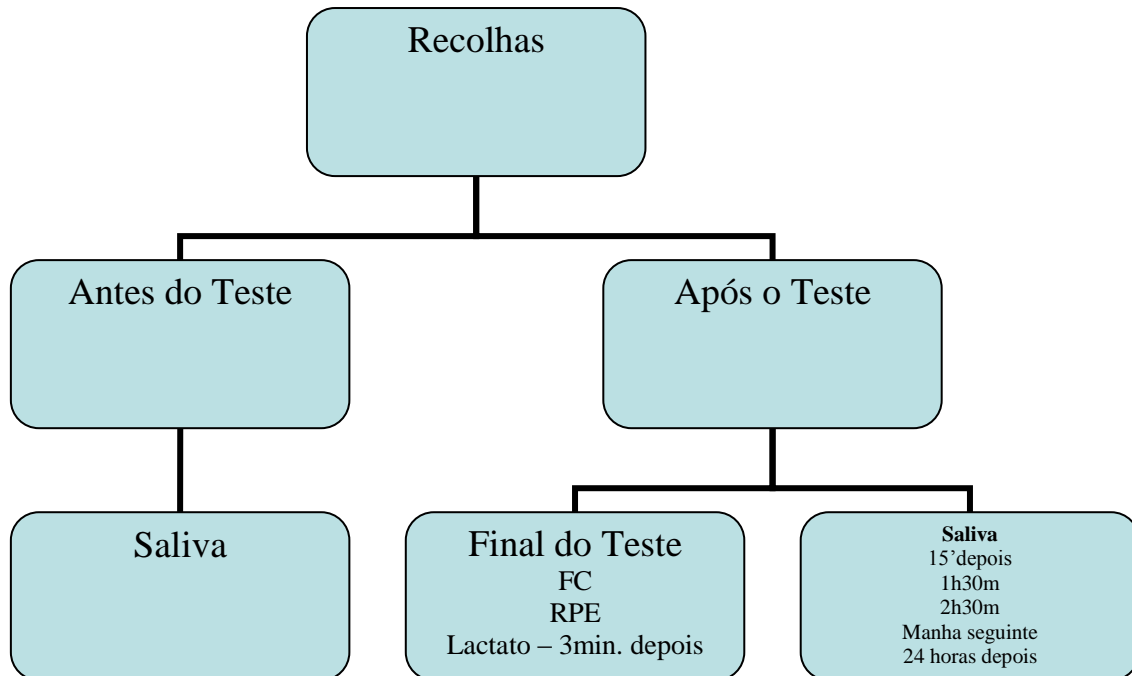 Recolhas
Antes do Teste
Após o Teste
Saliva
Final do Teste
FC
RPE
Lactato – 3min. depois
Saliva
15’depois
1h30m
2h30m
Manha seguinte
24 horas depois